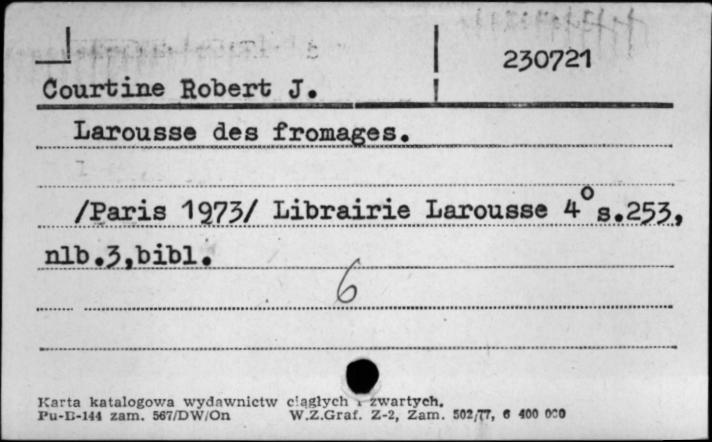 230721
Courtine Robert J.
Larousse des fromages.
/Paris 1973/ Librairie Larousse 4° s.253,
nlb.3,bibl.
6
Karta katalogowa wydawnictw ciągłych i zwartych.
Pu-B-144 zam. 567/DW/On W.Z.Graf. Z-2, Zam. 502/77, 6 400 000